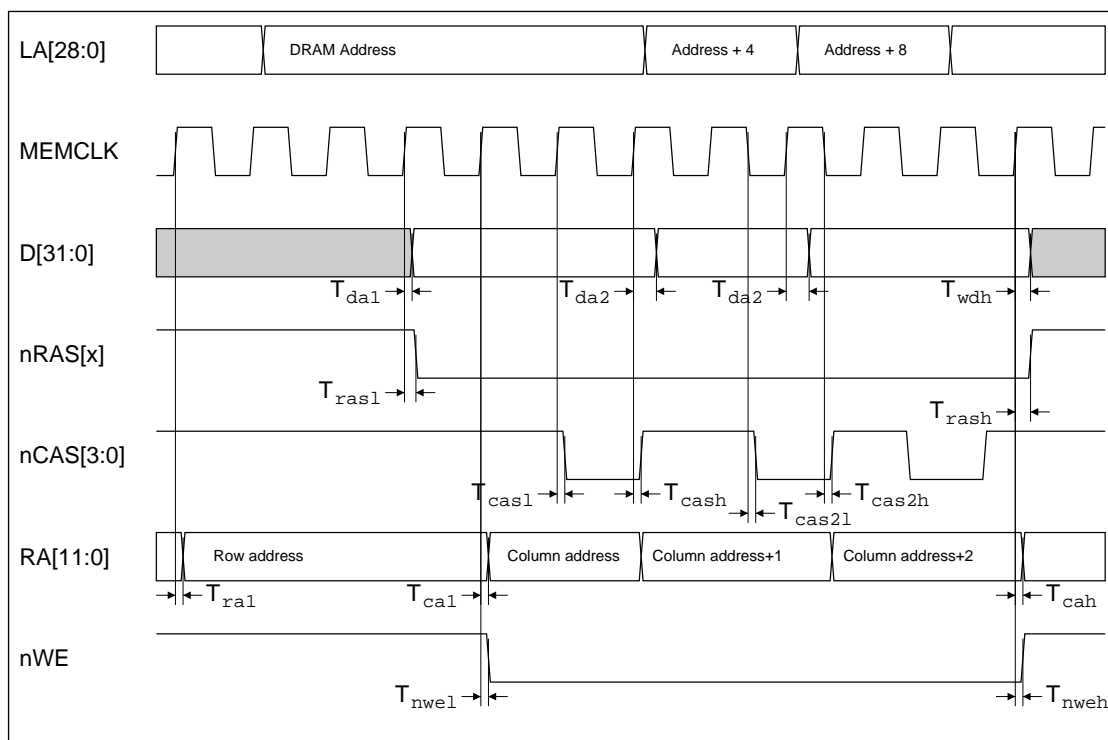 LA[28:0] DRAM Address Address + 4 Address + 8
MEMCLK
D[31:0]
Tda1 Tda2 Tda2 Twdh
nRAS[x]
Trasl Trash
nCAS[3:0]
Tcasl Tcash Tcas2l Tcas2h
RA[11:0] Row address Column address Column address+1 Column address+2
Tra1 Tca1 Tcah
nWE
Tnwel Tnweh